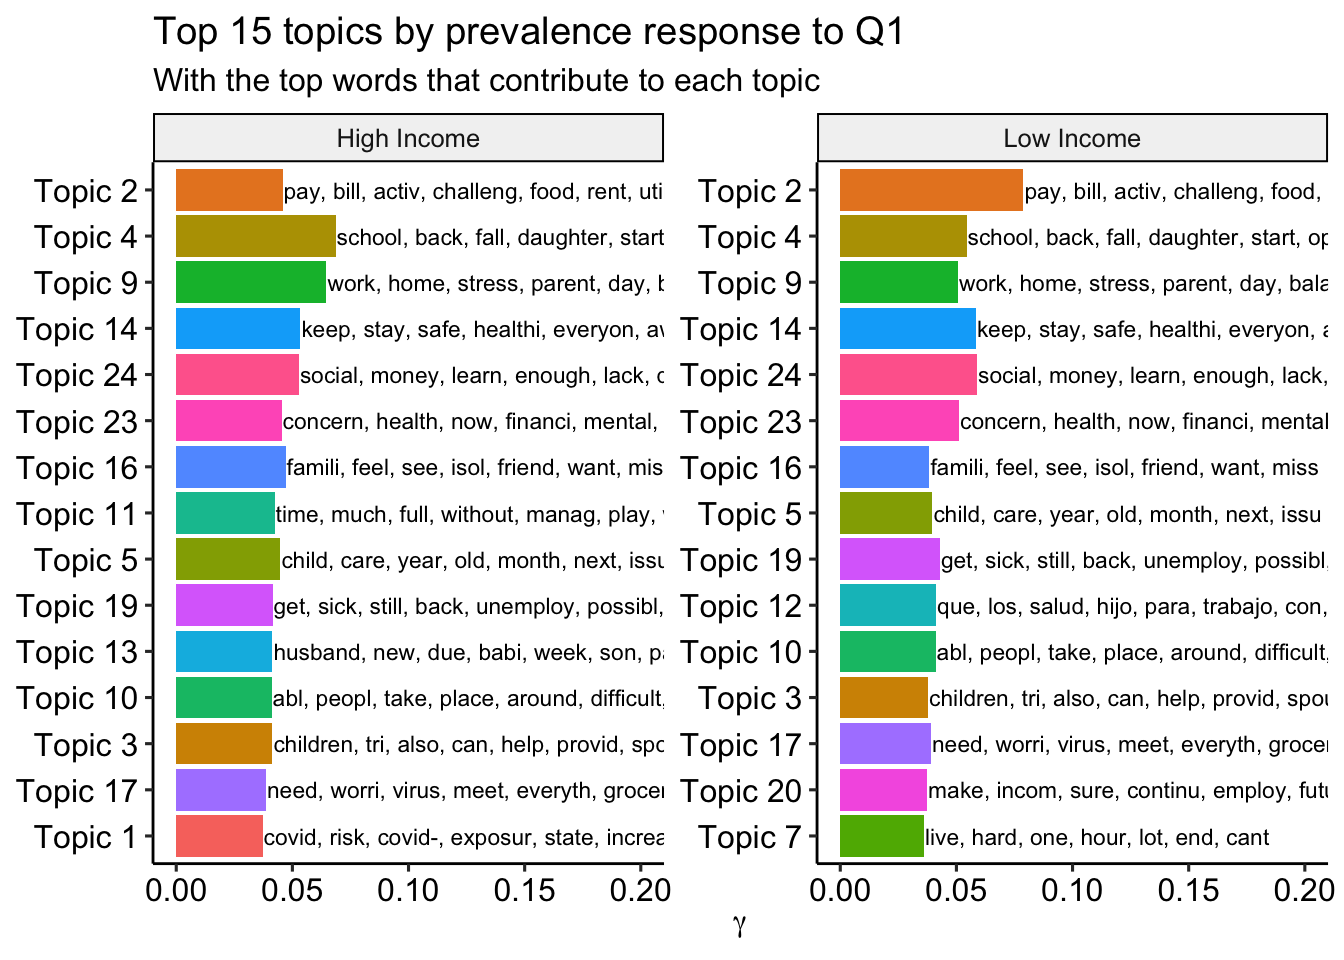 Top 15 topics by prevalence response to Q1
With the top words that contribute to each topic
High Income
Topic 2 pay, bill, activ, challeng, food, rent, uti
Topic 4 school, back, fall, daughter, start
Topic 9 work, home, stress, parent, day,
Topic 14 keep, stay, safe, healthi, everyon,
Topic 24 social, money, learn, enough, lack,
Topic 23 concern, health, now, financi, mental,
Topic 16 famili, feel, see, isol, friend, want, mis
Topic 11 time, much, full, without, manag, play,
Topic 5 child, care, year, old, month, next, issu
Topic 19 get, sick, still, back, unemploy, possibl,
Topic 13 husband, new, due, babi, week, son,
Topic 10 abl, peopl, take, place, around, difficult,
Topic 3 children, tri, also, can, help, provid,
Topic 17 need, worri, virus, meet, everyth, grocer
Topic 1 covid, risk, covid-, exposur, state, increa
0.00 0.05 0.10 0.15 0.20
Low Income
Topic 2 pay, bill, activ, challeng, food,
Topic 4 school, back, fall, daughter, start,
Topic 9 work, home, stress, parent, day, bala
Topic 14 keep, stay, safe, healthi, everyon,
Topic 24 social, money, learn, enough, lack,
Topic 23 concern, health, now, financi, mental
Topic 16 famili, feel, see, isol, friend, want, miss
Topic 5 child, care, year, old, month, next, issu
Topic 19 get, sick, still, back, unemploy, possibl,
Topic 12 que, los, salud, hijo, para, trabajo, con,
Topic 10 abl, peopl, take, place, around, difficult,
Topic 3 children, tri, also, can, help, provid,
Topic 17 need, worri, virus, meet, everyth, grocer
Topic 20 make, incom, sure, continu, employ, futu
Topic 7 live, hard, one, hour, lot, end, cant
0.00 0.05 0.10 0.15 0.20
γ